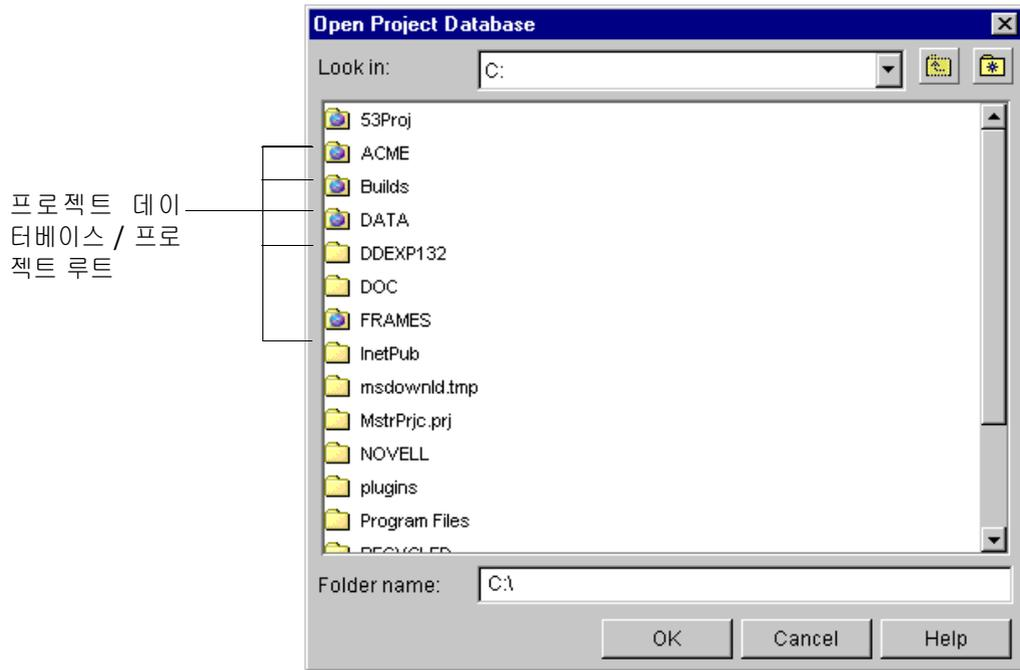 Open Project Database
Look in:
C:
53Proj
ACME
Builds
DATA
DDEXP132
DOC
FRAMES
InetPub
msdownld.tmp
MstrPrjc.prj
NOVELL
plugins
Program Files
RECYCLED
Folder name:
C:\
OK
Cancel
Help
프로젝트 데이
터베이스 / 프로
젝트 루트